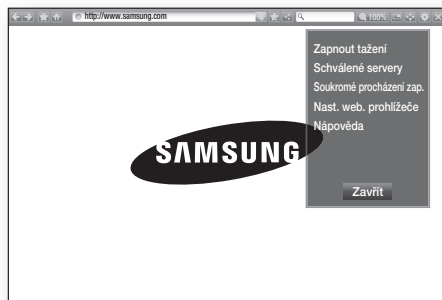 http://www.samsung.com
100%
Zapnout tažení
Schválené servery
Soukromé procházení zap.
Nast. web. prohlížeče
Nápověda
SAMSUNG
Zavřít